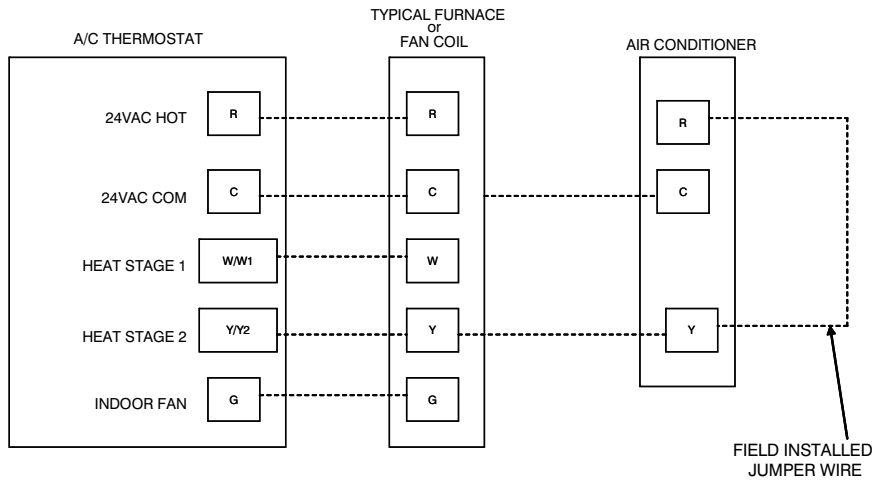 TYPICAL FURNACE
or
FAN COIL
A/C THERMOSTAT
AIR CONDITIONER
24VAC HOT R R R
24VAC COM C C C
HEAT STAGE 1 W/W1 W
HEAT STAGE 2 Y/Y2 Y Y
INDOOR FAN G G
FIELD INSTALLED
JUMPER WIRE